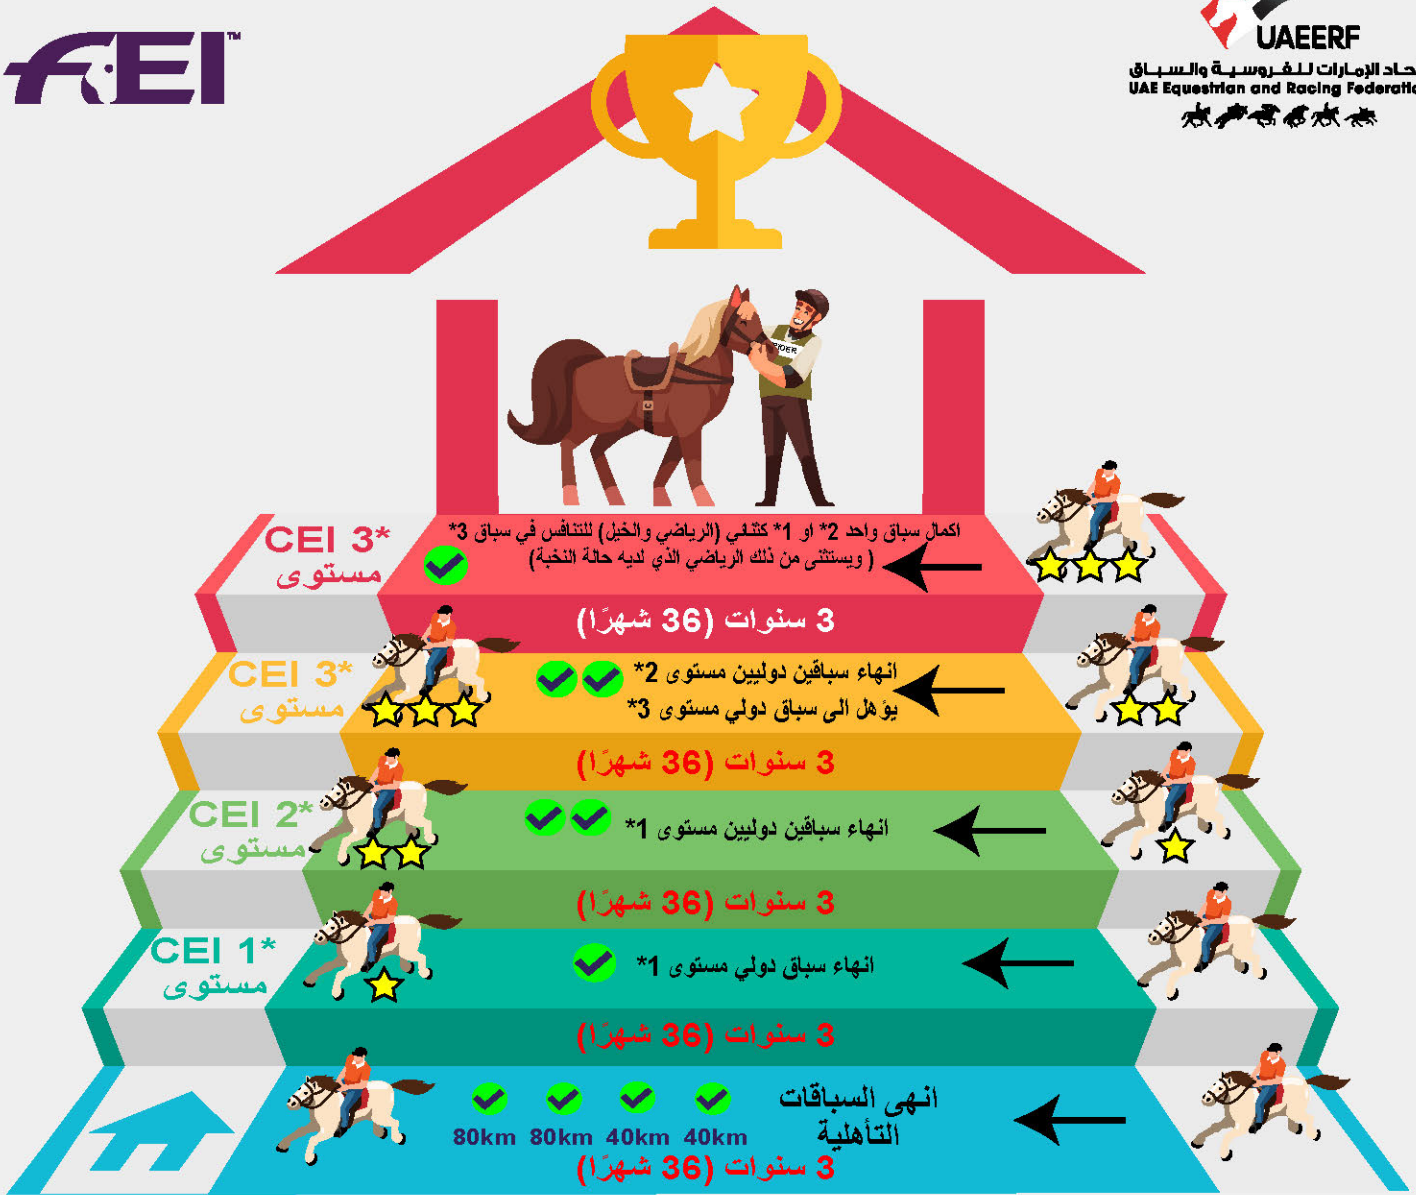 FEI™
UAEERF
حاد الإمارات للفروسية والسباق
UAE Equestrian and Racing Federatio
RIDER
CEI 3*
مستوى
اكمال سباق واحد 2* او 1* كثنائي (الرياضي والخيل) للتنافس في سباق 3*
( ويستثنى من ذلك الرياضي الذي لديه حالة النخبة)
3 سنوات (36 شهرًا)
CEI 3*
مستوى
انهاء سباقين دوليين مستوى 2*
يؤهل الى سباق دولي مستوى 3*
3 سنوات (36 شهرًا)
CEI 2*
مستوى
انهاء سباقين دوليين مستوى 1*
3 سنوات (36 شهرًا)
CEI 1*
مستوى
انهاء سباق دولي مستوى 1*
3 سنوات (36 شهرًا)
انهى السباقات
التأهلية
80km 80km 40km 40km
3 سنوات (36 شهرًا)